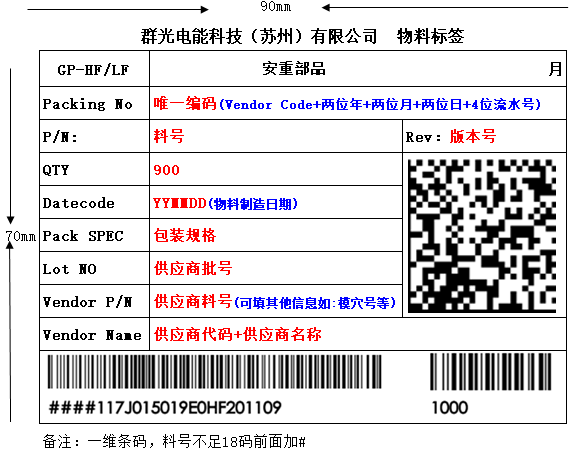 90mm
群光电能科技（苏州）有限公司 物料标签
GP-HF/LF 安重部品 月
Packing No 唯一编码(Vendor Code+两位年+两位月+两位日+4位流水号)
P/N: 料号 Rev：版本号
QTY 900
Datecode YYMMDD(物料制造日期)
70mm
Pack SPEC 包装规格
Lot NO 供应商批号
Vendor P/N 供应商料号(可填其他信息如:模穴号等)
Vendor Name 供应商代码+供应商名称
####117J015019E0HF201109 1000
备注：一维条码，料号不足18码前面加#